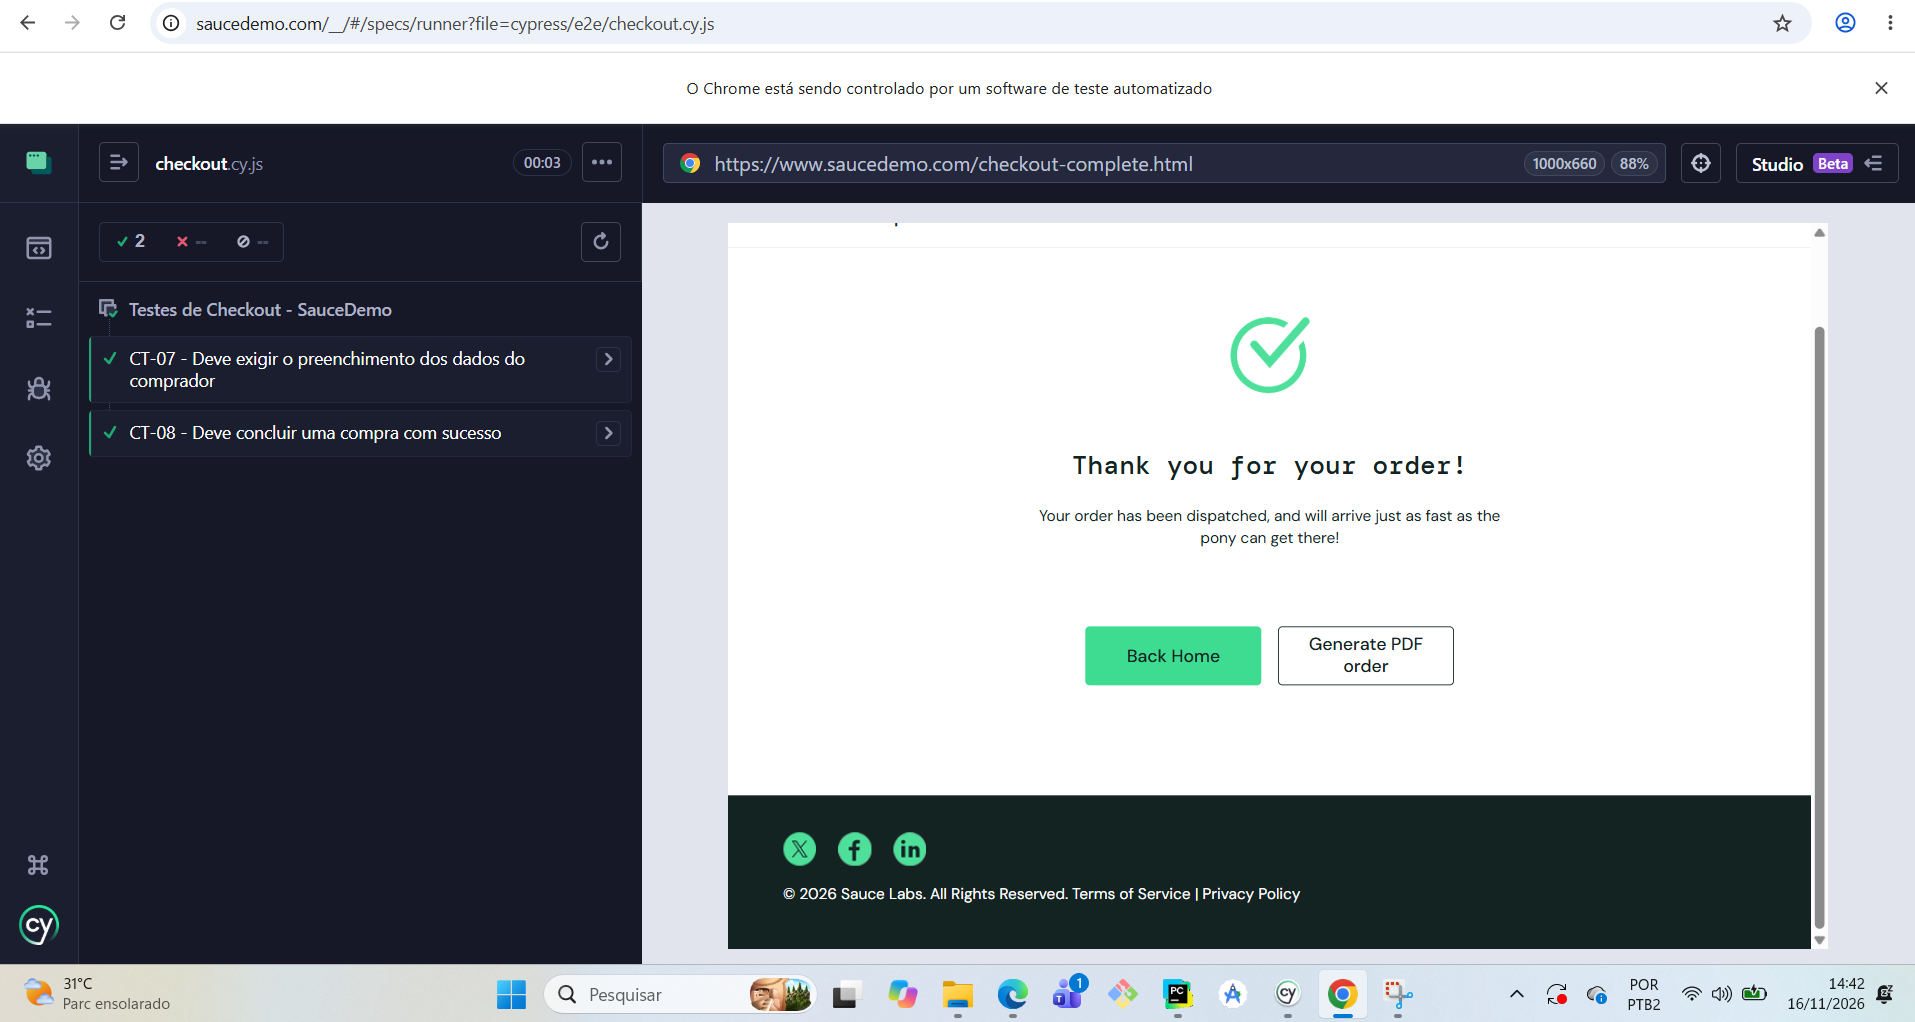 saucedemo.com/__/#/specs/runner?file=cypress/e2e/checkout.cy.js
O Chrome está sendo controlado por um software de teste automatizado
checkout.cy.js
00:03
https://www.saucedemo.com/checkout-complete.html
1000x660
88%
Studio Beta
2 -- --
Testes de Checkout - SauceDemo
CT-07 - Deve exigir o preenchimento dos dados do
comprador
CT-08 - Deve concluir uma compra com sucesso
Thank you for your order!
Your order has been dispatched, and will arrive just as fast as the
pony can get there!
Back Home
Generate PDF
order
© 2026 Sauce Labs. All Rights Reserved. Terms of Service | Privacy Policy
cy
31°C
Parc ensolarado
Pesquisar
1
PC
cy
POR
PTB2
14:42
16/11/2026